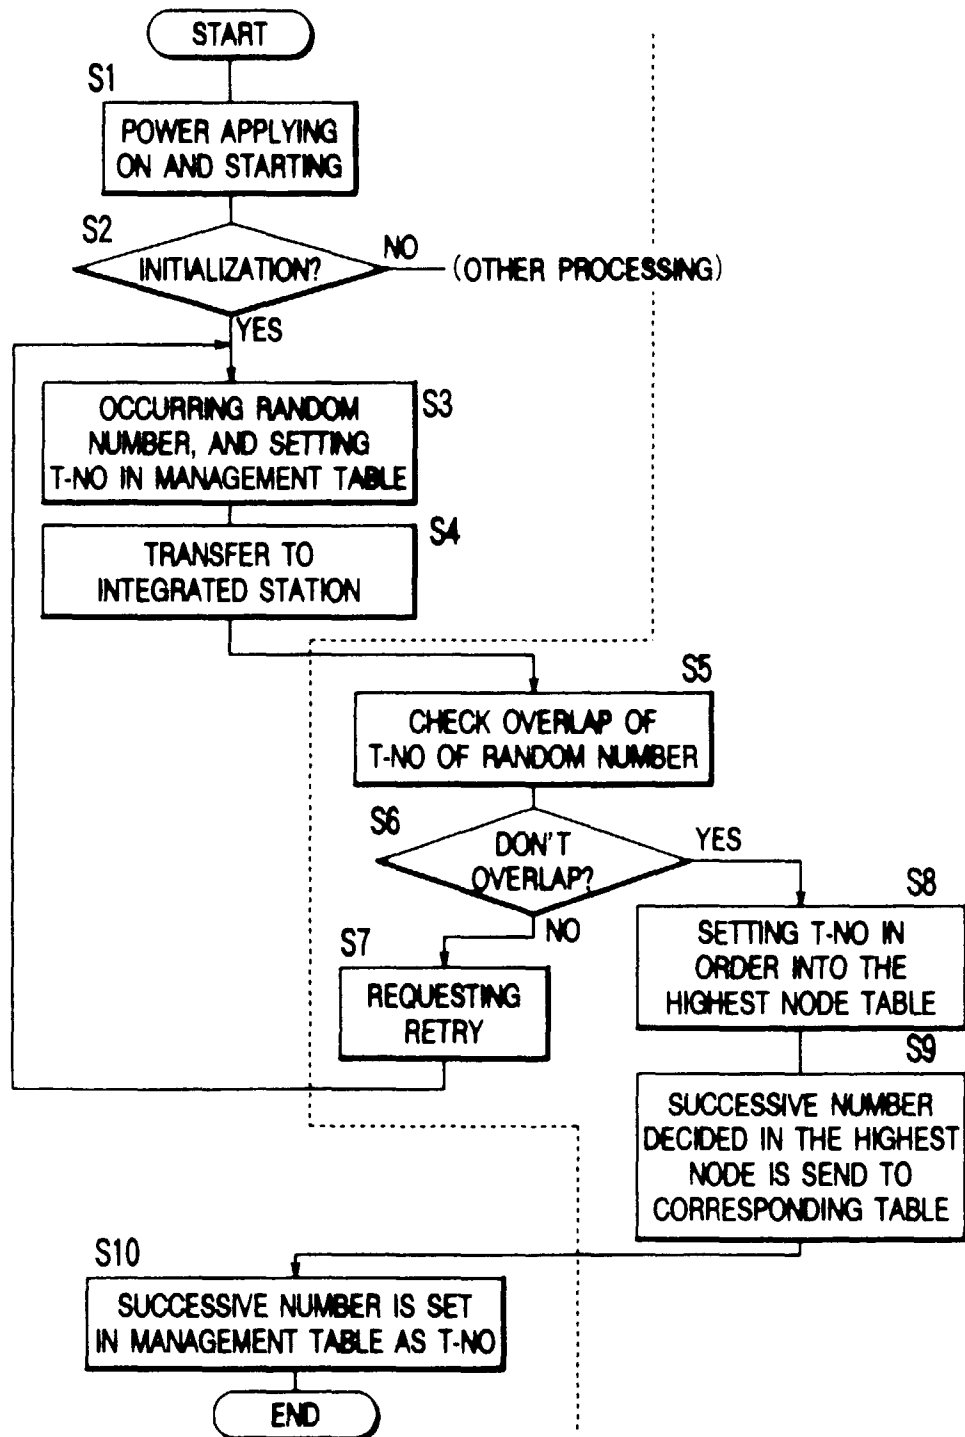 START
S1
POWER APPLYING
ON AND STARTING
S2
INITIALIZATION?
NO
(OTHER PROCESSING)
YES
S3
OCCURRING RANDOM
NUMBER, AND SETTING
T-NO IN MANAGEMENT TABLE
S4
TRANSFER TO
INTEGRATED STATION
S5
CHECK OVERLAP OF
T-NO OF RANDOM NUMBER
S6
DON'T
OVERLAP?
YES
NO
S7
REQUESTING
RETRY
S8
SETTING T-NO IN
ORDER INTO THE
HIGHEST NODE TABLE
S9
SUCCESSIVE NUMBER
DECIDED IN THE HIGHEST
NODE IS SEND TO
CORRESPONDING TABLE
S10
SUCCESSIVE NUMBER IS SET
IN MANAGEMENT TABLE AS T-NO
END